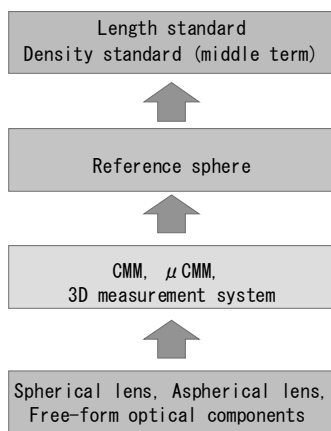 Length standard
Density standard (middle term)
Reference sphere
CMM, μCMM,
3D measurement system
Spherical lens, Aspherical lens,
Free-form optical components